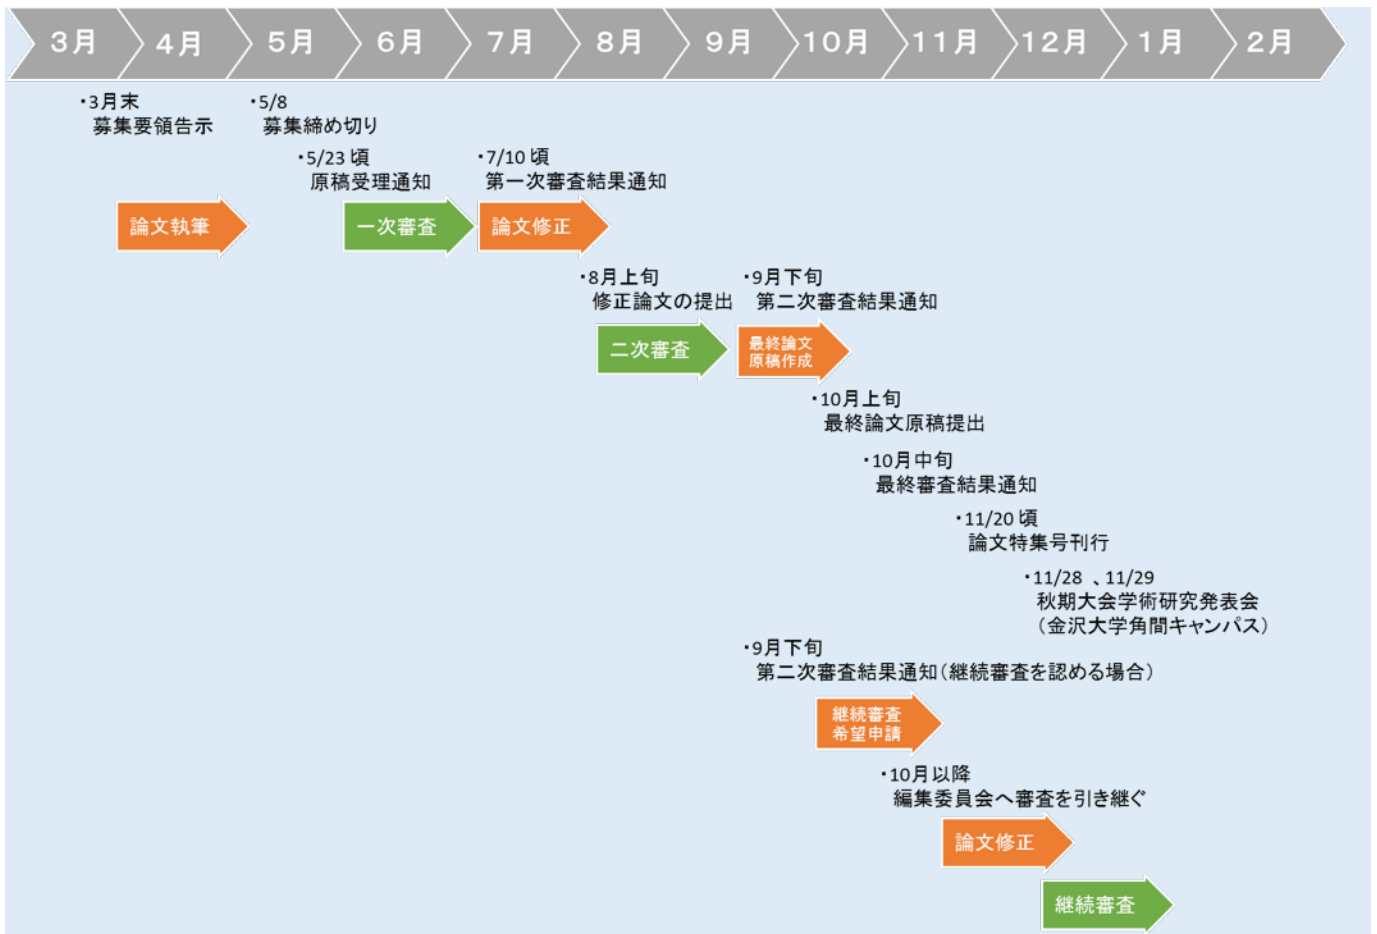 3月 4月 5月 6月 7月 8月 9月 10月 11月 12月 1月 2月
・3月末
募集要領告示
・5/8
募集締め切り
・5/23 頃
原稿受理通知
・7/10 頃
第一次審査結果通知
論文執筆
一次審査
論文修正
・8月上旬
修正論文の提出
・9月下旬
第二次審査結果通知
二次審査
最終論文
原稿作成
・10月上旬
最終論文原稿提出
・10月中旬
最終審査結果通知
・11/20 頃
論文特集号刊行
・11/28 、11/29
秋期大会学術研究発表会
（金沢大学角間キャンパス）
・9月下旬
第二次審査結果通知（継続審査を認める場合）
継続審査
希望申請
・10月以降
編集委員会へ審査を引き継ぐ
論文修正
継続審査